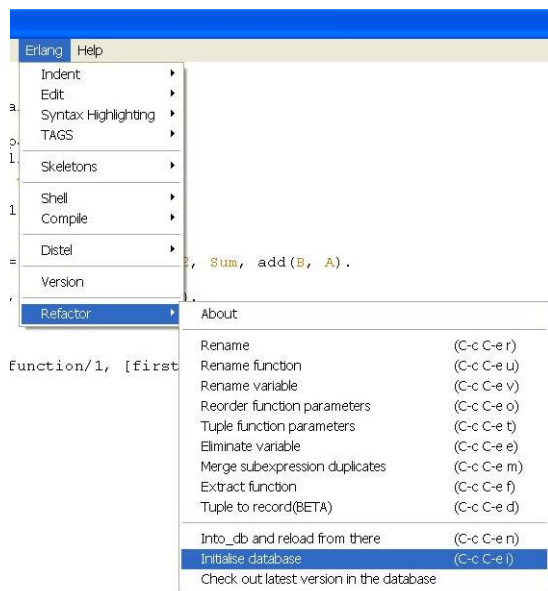 Erlang Help
Indent
Edit
Syntax Highlighting
TAGS
Skeletons
Shell
Compile
Distel
, Sum, add(B, A).
Version
Refactor
About
function/1, [first
Rename (C-c C-e r)
Rename function (C-c C-e u)
Rename variable (C-c C-e v)
Reorder function parameters (C-c C-e o)
Tuple function parameters (C-c C-e t)
Eliminate variable (C-c C-e e)
Merge subexpression duplicates (C-c C-e m)
Extract function (C-c C-e f)
Tuple to record(BETA) (C-c C-e d)
Into_db and reload from there (C-c C-e n)
Initialise database (C-c C-e i)
Check out latest version in the database